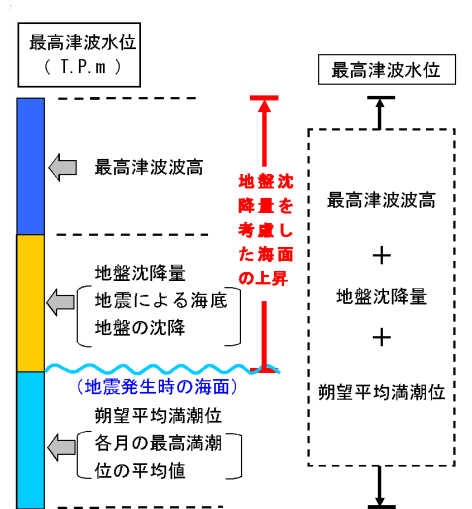 最高津波水位
( T.P.m )
最高津波波高
地盤沈降量
地震による海底
地盤の沈降
(地震発生時の海面)
朔望平均満潮位
各月の最高満潮
位の平均値
地盤沈
降量を
考慮し
た海面
の上昇
最高津波水位
最高津波波高
+
地盤沈降量
+
朔望平均満潮位